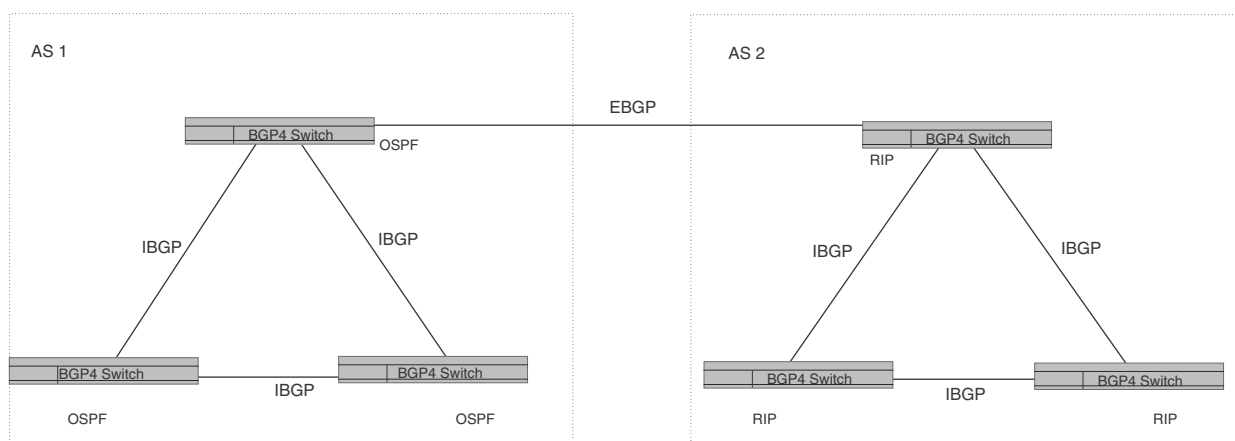 AS 1
AS 2
EBGP
BGP4 Switch
OSPF
BGP4 Switch
RIP
IBGP
IBGP
IBGP
IBGP
BGP4 Switch
IBGP
BGP4 Switch
BGP4 Switch
IBGP
BGP4 Switch
OSPF
OSPF
RIP
RIP